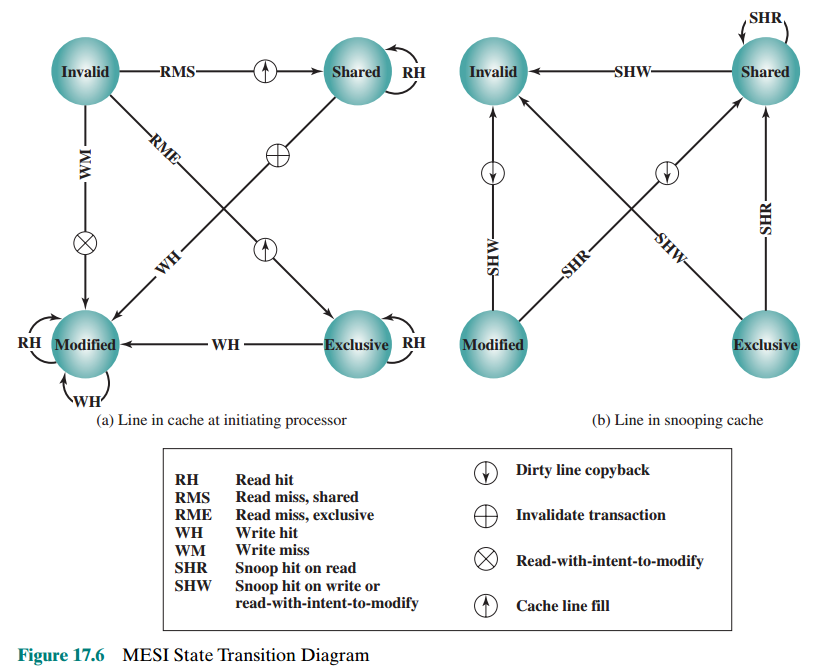 SHR
Invalid
RMS
Shared
RH
Invalid
SHW
Shared
WM
RME
WH
SHW
SHR
SHW
SHR
RH
Modified
WH
Exclusive
RH
Modified
Exclusive
WH
(a) Line in cache at initiating processor
(b) Line in snooping cache
RH Read hit
RMS Read miss, shared
RME Read miss, exclusive
WH Write hit
WM Write miss
SHR Snoop hit on read
SHW Snoop hit on write or
read-with-intent-to-modify
Dirty line copyback
Invalidate transaction
Read-with-intent-to-modify
Cache line fill
Figure 17.6 MESI State Transition Diagram